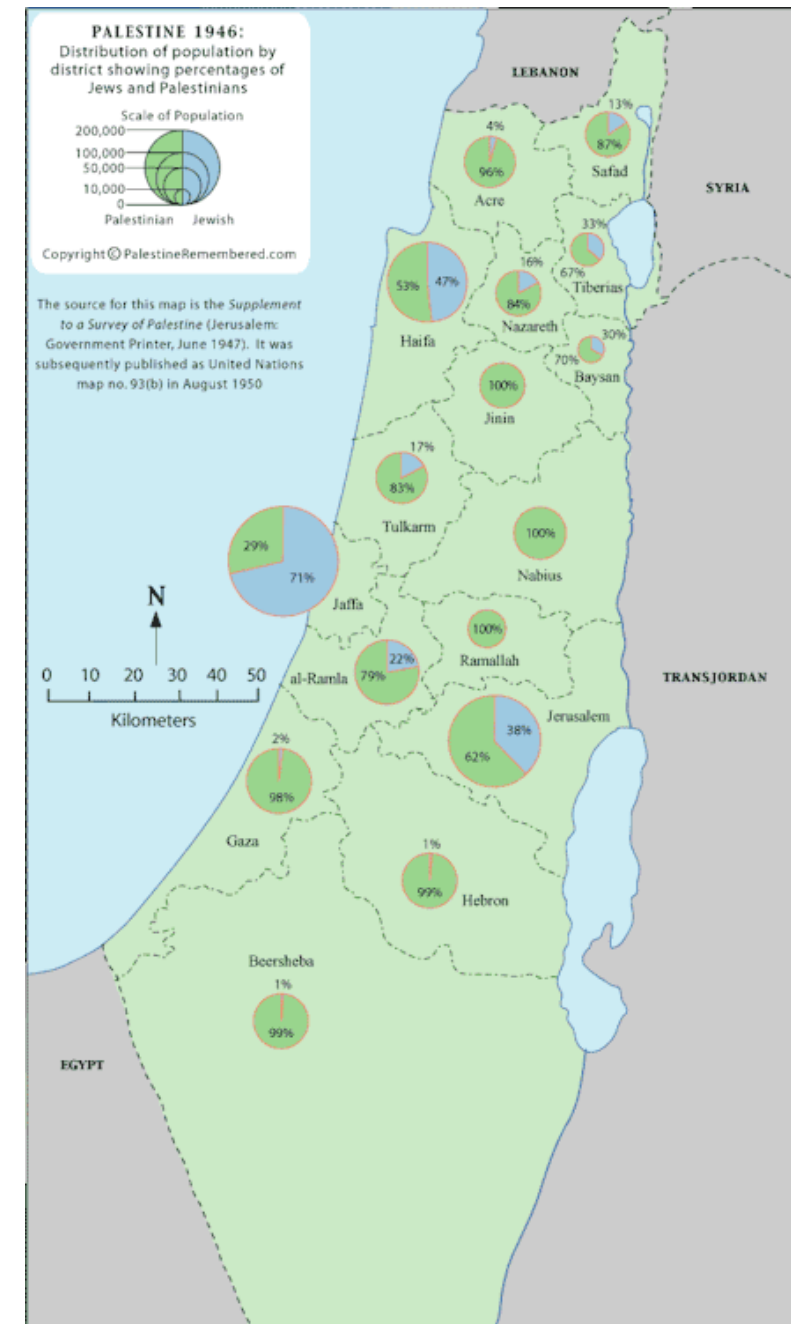 PALESTINE 1946:
Distribution of population by
district showing percentages of
Jews and Palestinians
Scale of Population
200,000
100,000
50,000
10,000
0
Palestinian Jewish
Copyright © PalestineRemembered.com
The source for this map is the Supplement
to a Survey of Palestine (Jerusalem:
Government Printer, June 1947). It was
subsequently published as United Nations
map no. 93(b) in August 1950
LEBANON
SYRIA
13%
87%
Safad
4%
96%
Acre
33%
67%
Tiberias
53% 47%
Haifa
16%
84%
Nazareth
30%
70%
Baysan
100%
Jinin
17%
83%
Tulkarm
29%
71%
Jaffa
100%
Nabius
N
0 10 20 30 40 50
Kilometers
100%
Ramallah
al-Ramla
22%
79%
TRANSJORDAN
Jerusalem
38%
62%
2%
98%
Gaza
1%
99%
Hebron
Beersheba
1%
99%
EGYPT